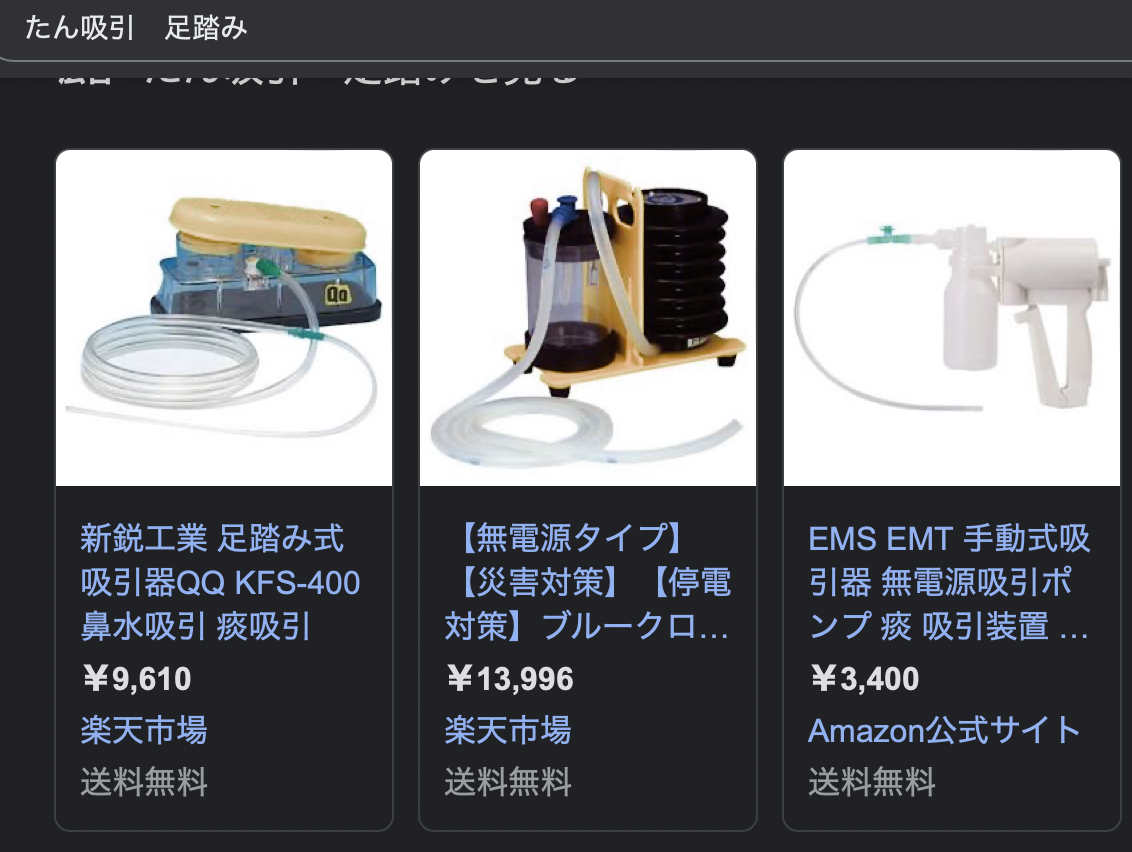 たん吸引　足踏み
新鋭工業 足踏み式
吸引器QQ KFS-400
鼻水吸引 痰吸引
￥9,610
楽天市場
送料無料
【無電源タイプ】
【災害対策】【停電
対策】ブルークロ…
￥13,996
楽天市場
送料無料
EMS EMT 手動式吸
引器 無電源吸引ポ
ンプ 痰 吸引装置 …
￥3,400
Amazon公式サイト
送料無料